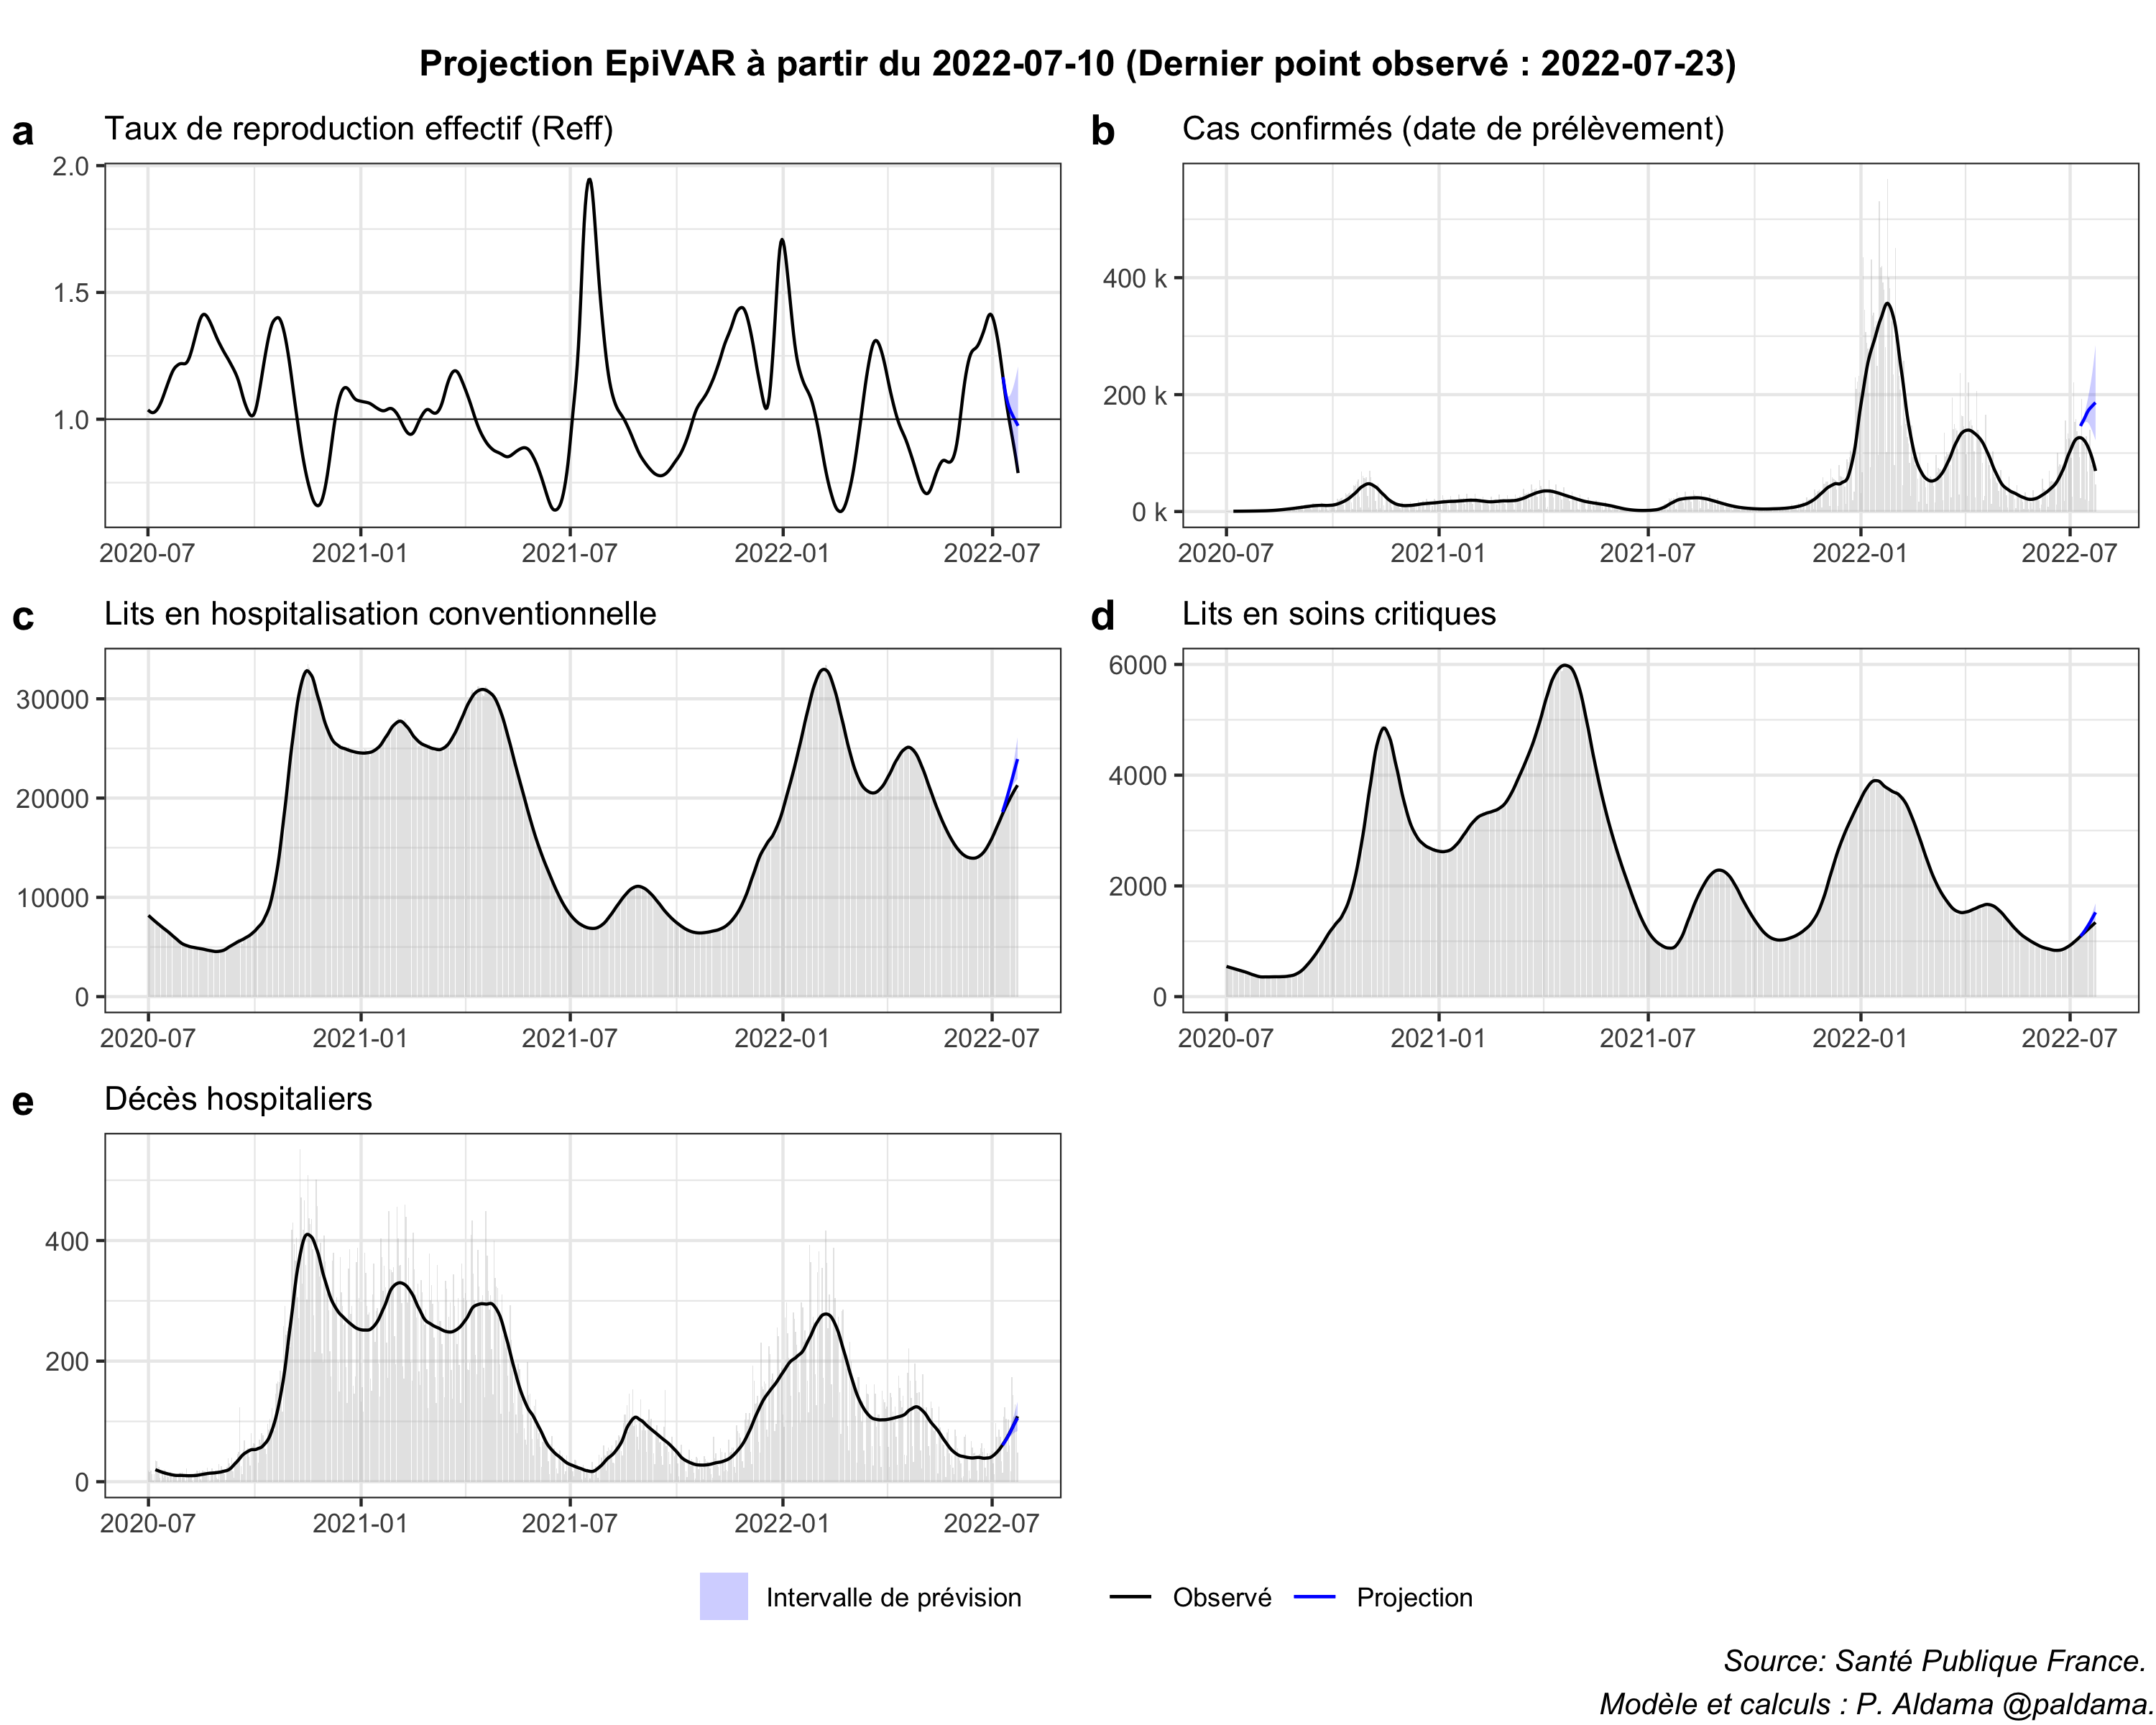 Projection EpiVAR à partir du 2022-07-10 (Dernier point observé : 2022-07-23)
a Taux de reproduction effectif (Reff)
2.0
1.5
1.0
2020-07 2021-01 2021-07 2022-01 2022-07
b Cas confirmés (date de prélèvement)
400 k
200 k
0 k
2020-07 2021-01 2021-07 2022-01 2022-07
c Lits en hospitalisation conventionnelle
30000
20000
10000
0
2020-07 2021-01 2021-07 2022-01 2022-07
d Lits en soins critiques
6000
4000
2000
0
2020-07 2021-01 2021-07 2022-01 2022-07
e Décès hospitaliers
400
200
0
2020-07 2021-01 2021-07 2022-01 2022-07
Intervalle de prévision Observé Projection
Source: Santé Publique France.
Modèle et calculs : P. Aldama @paldama.